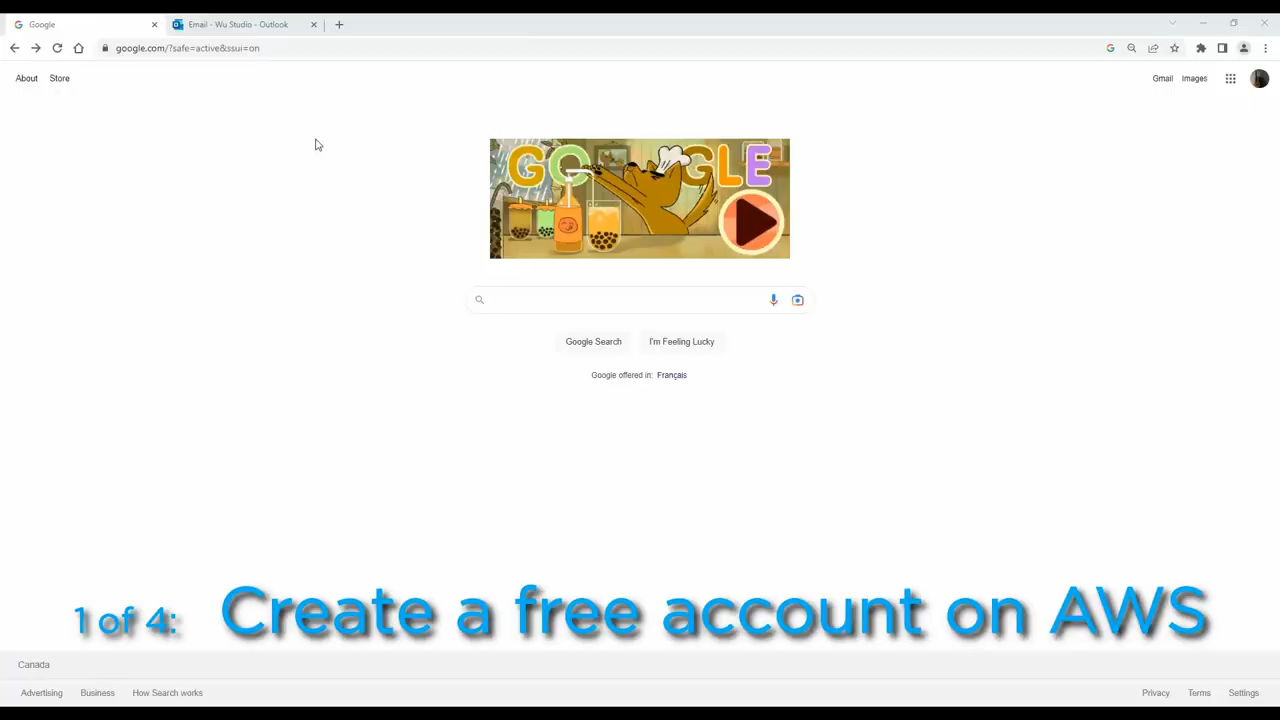 Google
Email - Wu Studio - Outlook
google.com/?safe=active&ssui=on
About Store
Gmail Images
GOOGLE
Google Search I'm Feeling Lucky
Google offered in: Français
1 of 4: Create a free account on AWS
Canada
Advertising Business How Search works
Privacy Terms Settings